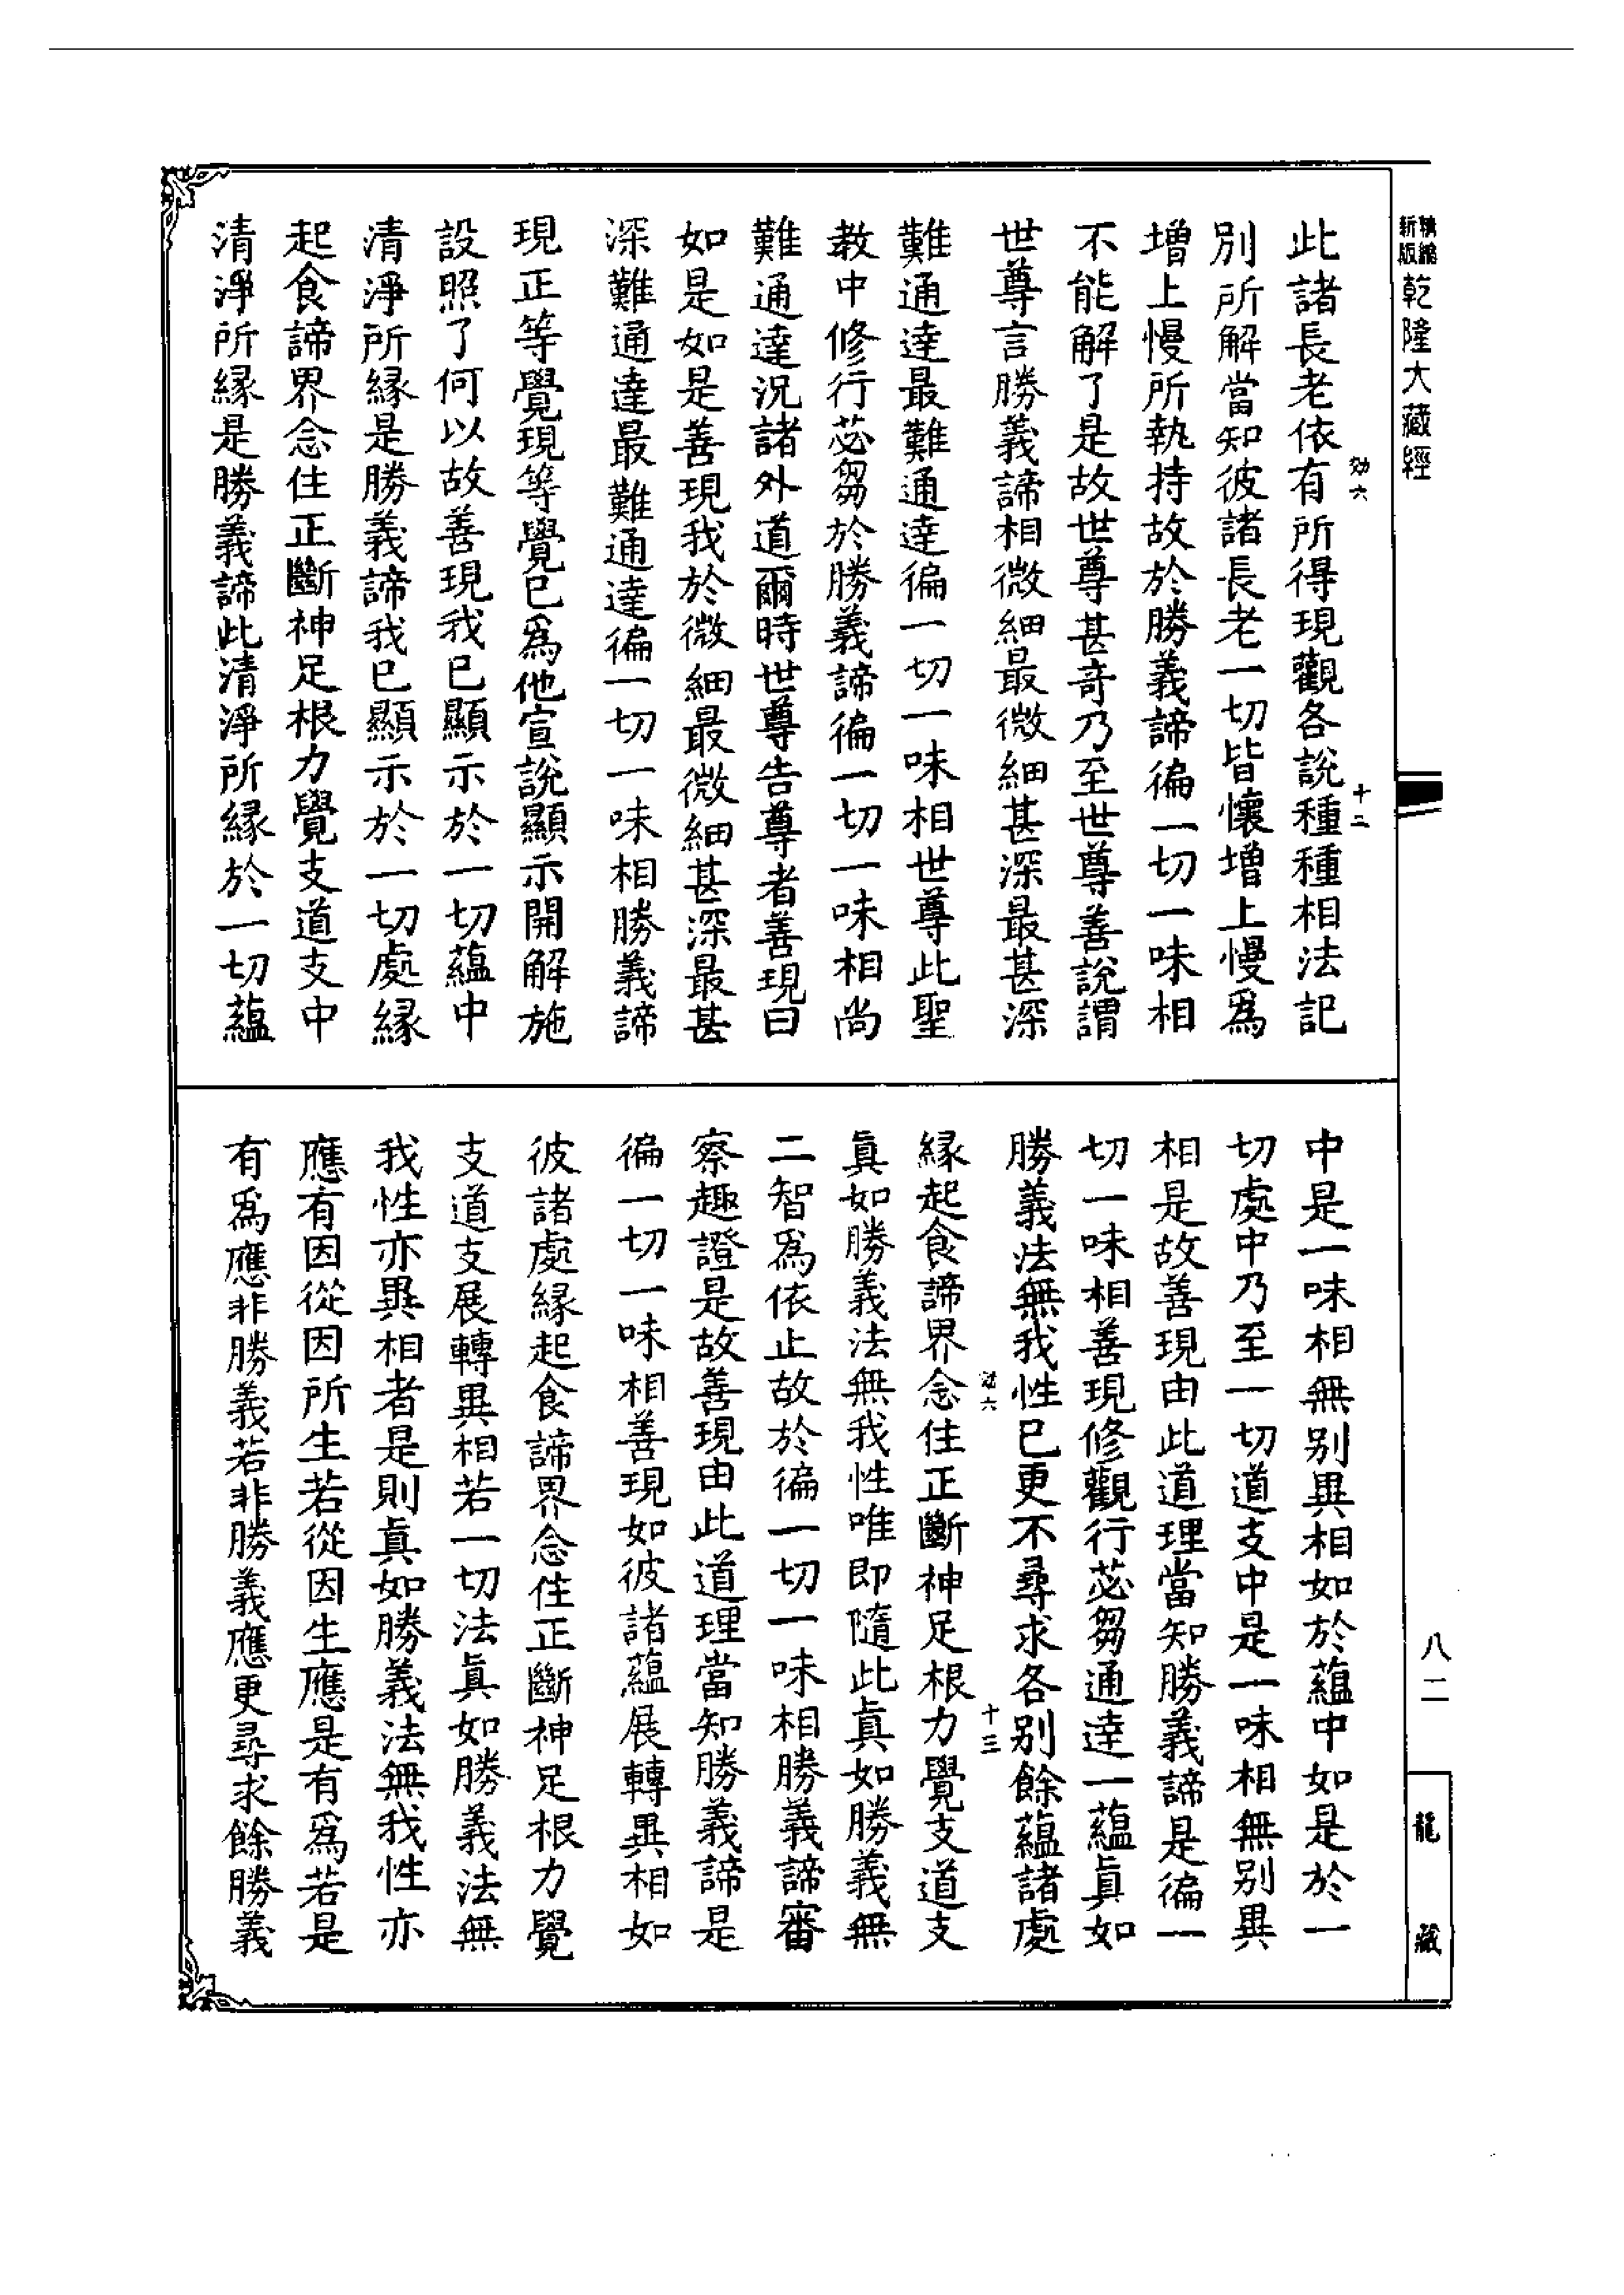 精編新版乾隆大藏經
此諸長老依有所得現觀各說種種相法記
別所解當知彼諸長老一切皆懷增上慢爲
增上慢所執持故於勝義諦徧一切一味相
不能解了是故世尊甚奇乃至世尊善說謂
世尊言勝義諦相微細最微細甚深最甚深
難通達最難通達徧一切一味相世尊此聖
教中修行苾芻於勝義諦徧一切一味相尚
難通達況諸外道爾時世尊告尊者善現曰
如是如是善現我於微細最微細甚深最甚
深難通達最難通達徧一切一味相勝義諦
現正等覺現等覺已爲他宣說顯示開解施
設照了何以故善現我已顯示於一切蘊中
清淨所緣是勝義諦我已顯示於一切處緣
起食諦界念住正斷神足根力覺支道支中
清淨所緣是勝義諦此清淨所緣於一切蘊
効六
十二
中是一味相無別異相如於蘊中如是於一
切處中乃至一切道支中是一味相無別異
相是故善現由此道理當知勝義諦是徧一
切一味相善現修觀行苾芻通達一蘊眞如
勝義法無我性已更不尋求各別餘蘊諸處
緣起食諦界念住正斷神足根力覺支道支
眞如勝義法無我性唯即隨此眞如勝義無
二智爲依止故於徧一切一味相勝義諦審
察趣證是故善現由此道理當知勝義諦是
徧一切一味相善現如彼諸蘊展轉異相如
彼諸處緣起食諦界念住正斷神足根力覺
支道支展轉異相若一切法眞如勝義法無
我性亦異相者是則眞如勝義法無我性亦
應有因從因所生若從因生應是有爲若是
有爲應非勝義若非勝義應更尋求餘勝義
効六
十三
八二
龍藏